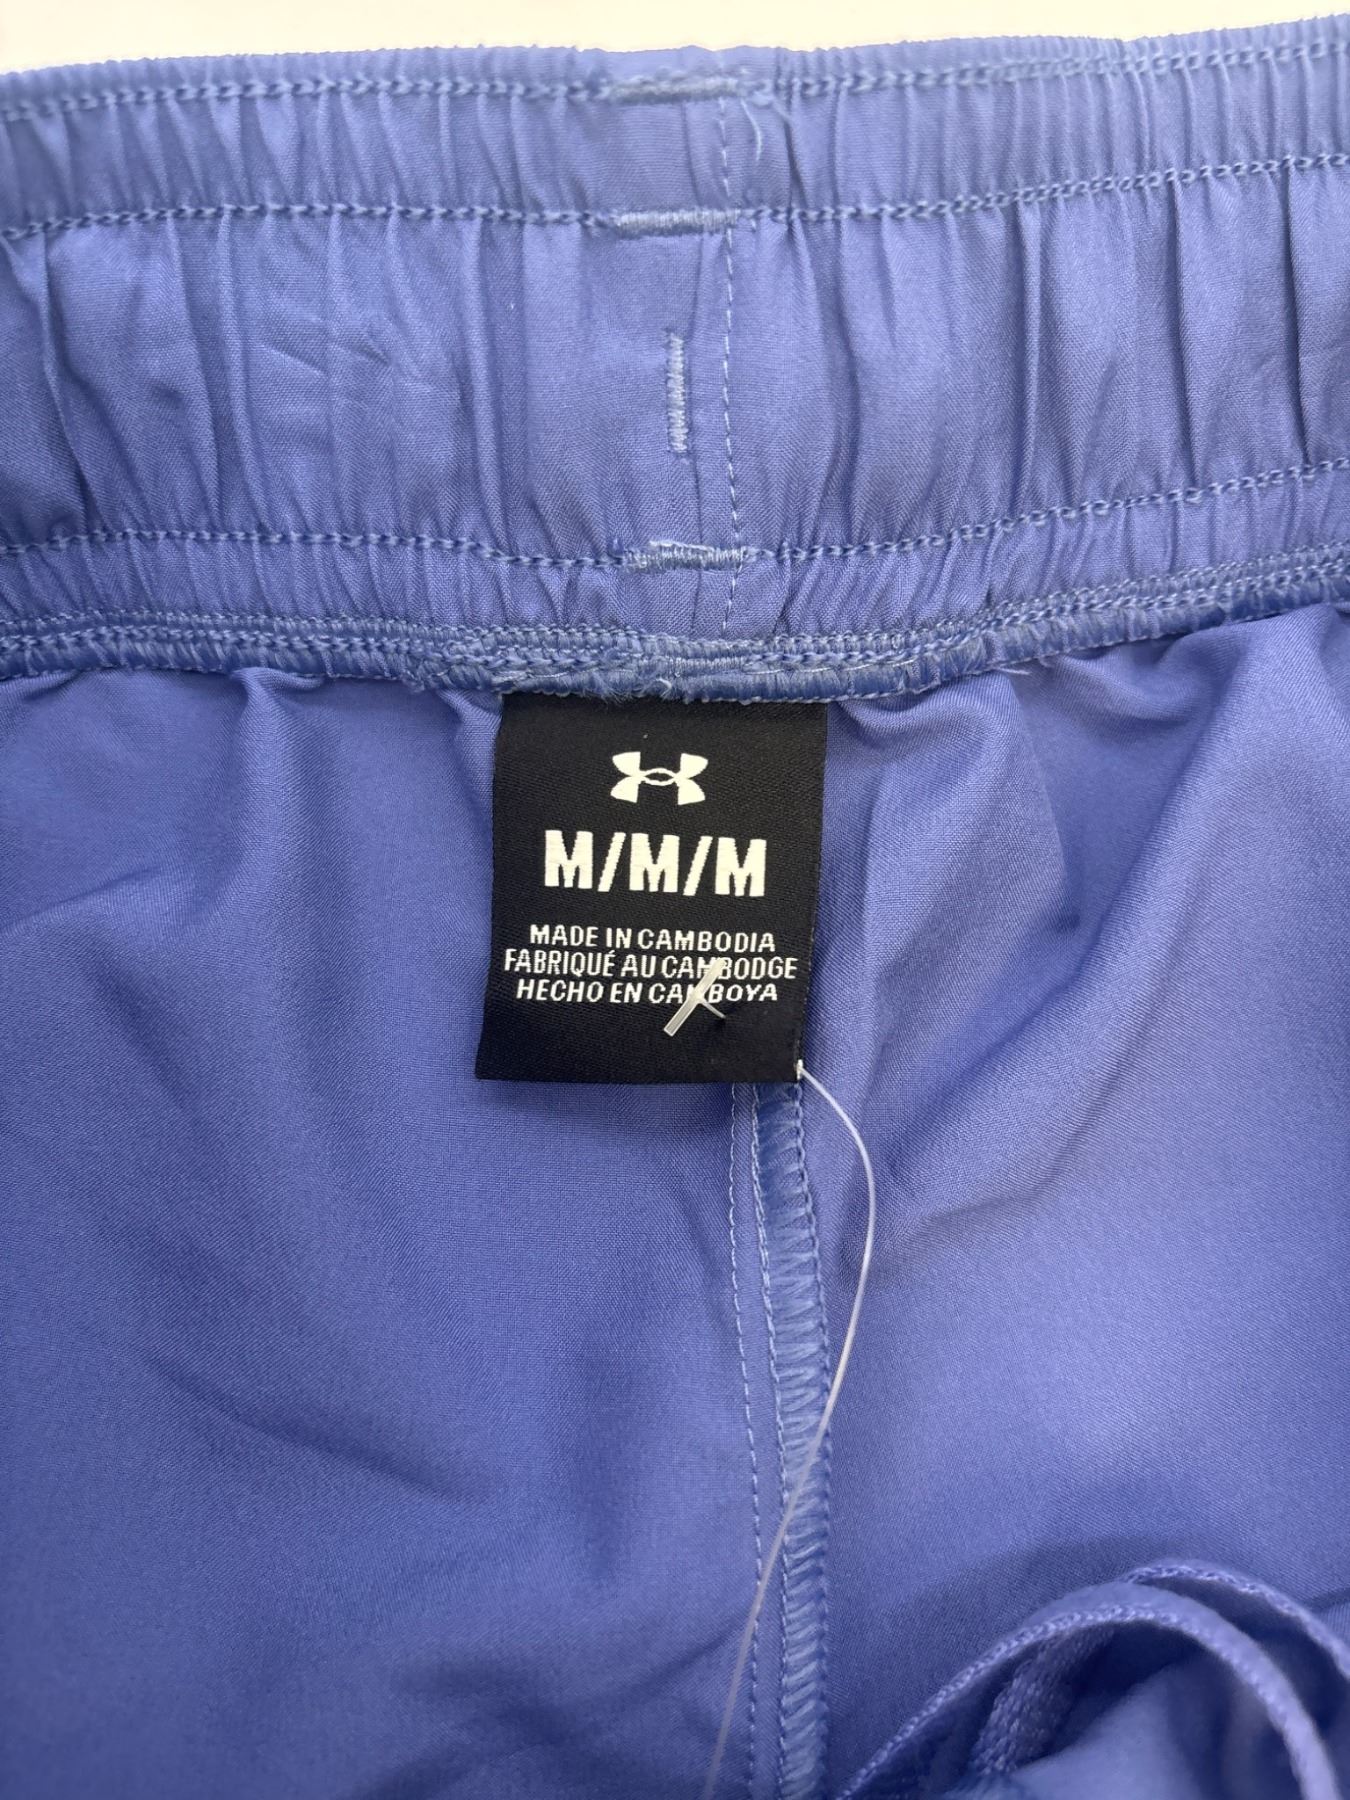 M/M/M
MADE IN CAMBODIA
FABRIQUÉ AU CAMBODGE
HECHO EN CAMBOYA